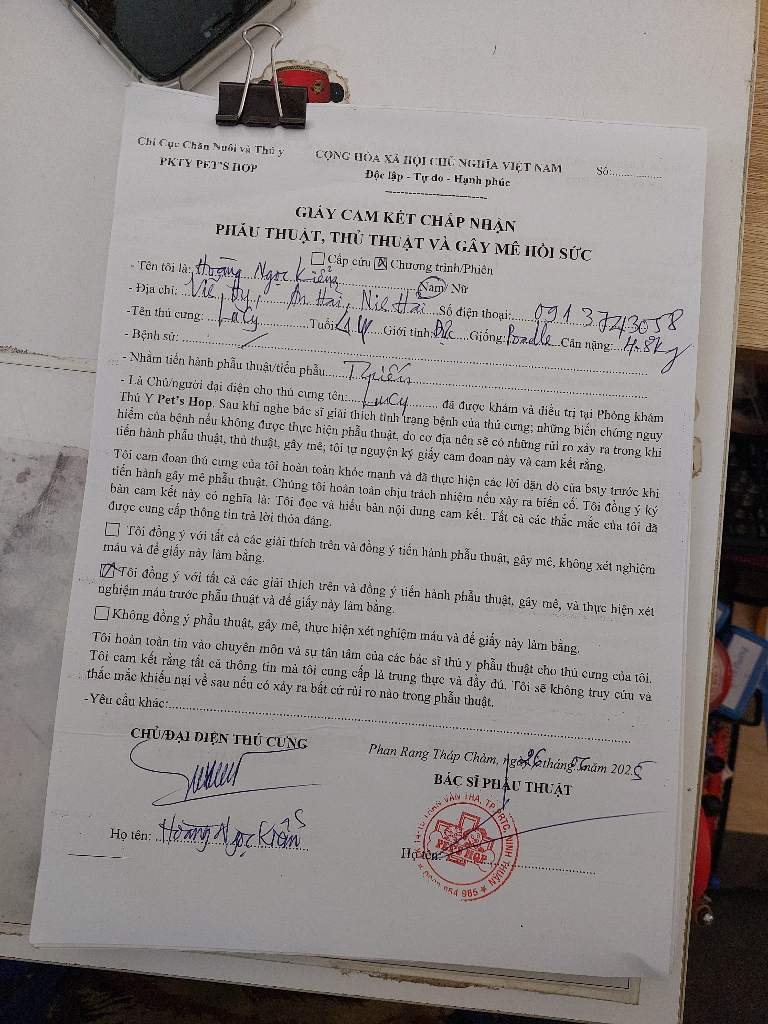 Chi Cục Chăn Nuôi và Thú y
PKTY PET'S HOP
CỘNG HÒA XÃ HỘI CHỦ NGHĨA VIỆT NAM
Độc lập - Tự do - Hạnh phúc
Số:
GIẤY CAM KẾT CHẤP NHẬN
PHẪU THUẬT, THỦ THUẬT VÀ GÂY MÊ HỒI SỨC
Cấp cứu Chương trình/Phiên
- Tên tôi là: Hoàng Ngọc Nam/ Nữ
- Địa chỉ: Hải, Hải Số điện thoại: 0913743058
-Tên thú cưng: Tuổi: Giới tính: Giống: Poodle Cân nặng: 4.8kg
- Bệnh sử:
- Nhằm tiến hành phẫu thuật/tiểu phẫu Thiến
- Là Chủ/người đại diện cho thú cưng tên: LuCy đã được khám và điều trị tại Phòng khám
Thú Y Pet's Hop. Sau khi nghe bác sĩ giải thích tình trạng bệnh của thú cưng; những biến chứng nguy
hiểm của bệnh nếu không được thực hiện phẫu thuật, do cơ địa nên sẽ có những rủi ro xảy ra trong khi
tiến hành phẫu thuật, thủ thuật, gây mê; tôi tự nguyện ký giấy cam đoan này và cam kết rằng.
Tôi cam đoan thú cưng của tôi hoàn toàn khỏe mạnh và đã thực hiện các lời dặn dò của bsty trước khi
tiến hành gây mê phẫu thuật. Chúng tôi hoàn toàn chịu trách nhiệm nếu xảy ra biến cố. Tôi đồng ý ký
bản cam kết này có nghĩa là: Tôi đọc và hiểu bản nội dung cam kết. Tất cả các thắc mắc của tôi đã
được cung cấp thông tin trả lời thỏa đáng.
Tôi đồng ý với tất cả các giải thích trên và đồng ý tiến hành phẫu thuật, gây mê, không xét nghiệm
máu và để giấy này làm bằng.
Tôi đồng ý với tất cả các giải thích trên và đồng ý tiến hành phẫu thuật, gây mê, và thực hiện xét
nghiệm máu trước phẫu thuật và để giấy này làm bằng.
Không đồng ý phẫu thuật, gây mê, thực hiện xét nghiệm máu và để giấy này làm bằng.
Tôi hoàn toàn tin vào chuyên môn và sự tận tâm của các bác sĩ thú y phẫu thuật cho thú cưng của tôi.
Tôi cam kết rằng tất cả thông tin mà tôi cung cấp là trung thực và đầy đủ. Tôi sẽ không truy cứu và
thắc mắc khiếu nại về sau nếu có xảy ra bất cứ rủi ro nào trong phẫu thuật.
-Yêu cầu khác:
CHỦ/ĐẠI DIỆN THÚ CƯNG
Phan Rang Tháp Chàm, ngày 26 tháng năm 2025
BÁC SĨ PHẪU THUẬT
Họ tên: Hoàng Ngọc
Họ tên:
PET'S HOP
NINH THUẬN